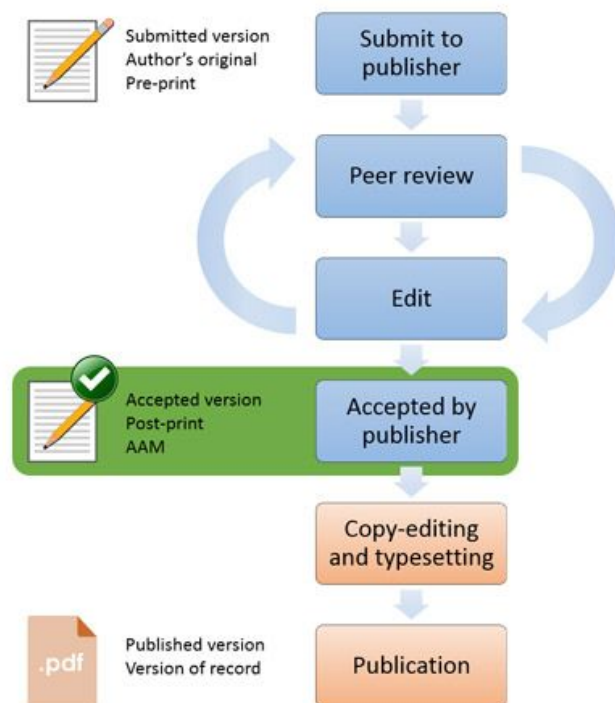 Submitted version
Author's original
Pre-print
Submit to
publisher
Peer review
Edit
Accepted version
Post-print
AAM
Accepted by
publisher
Copy-editing
and typesetting
.pdf
Published version
Version of record
Publication